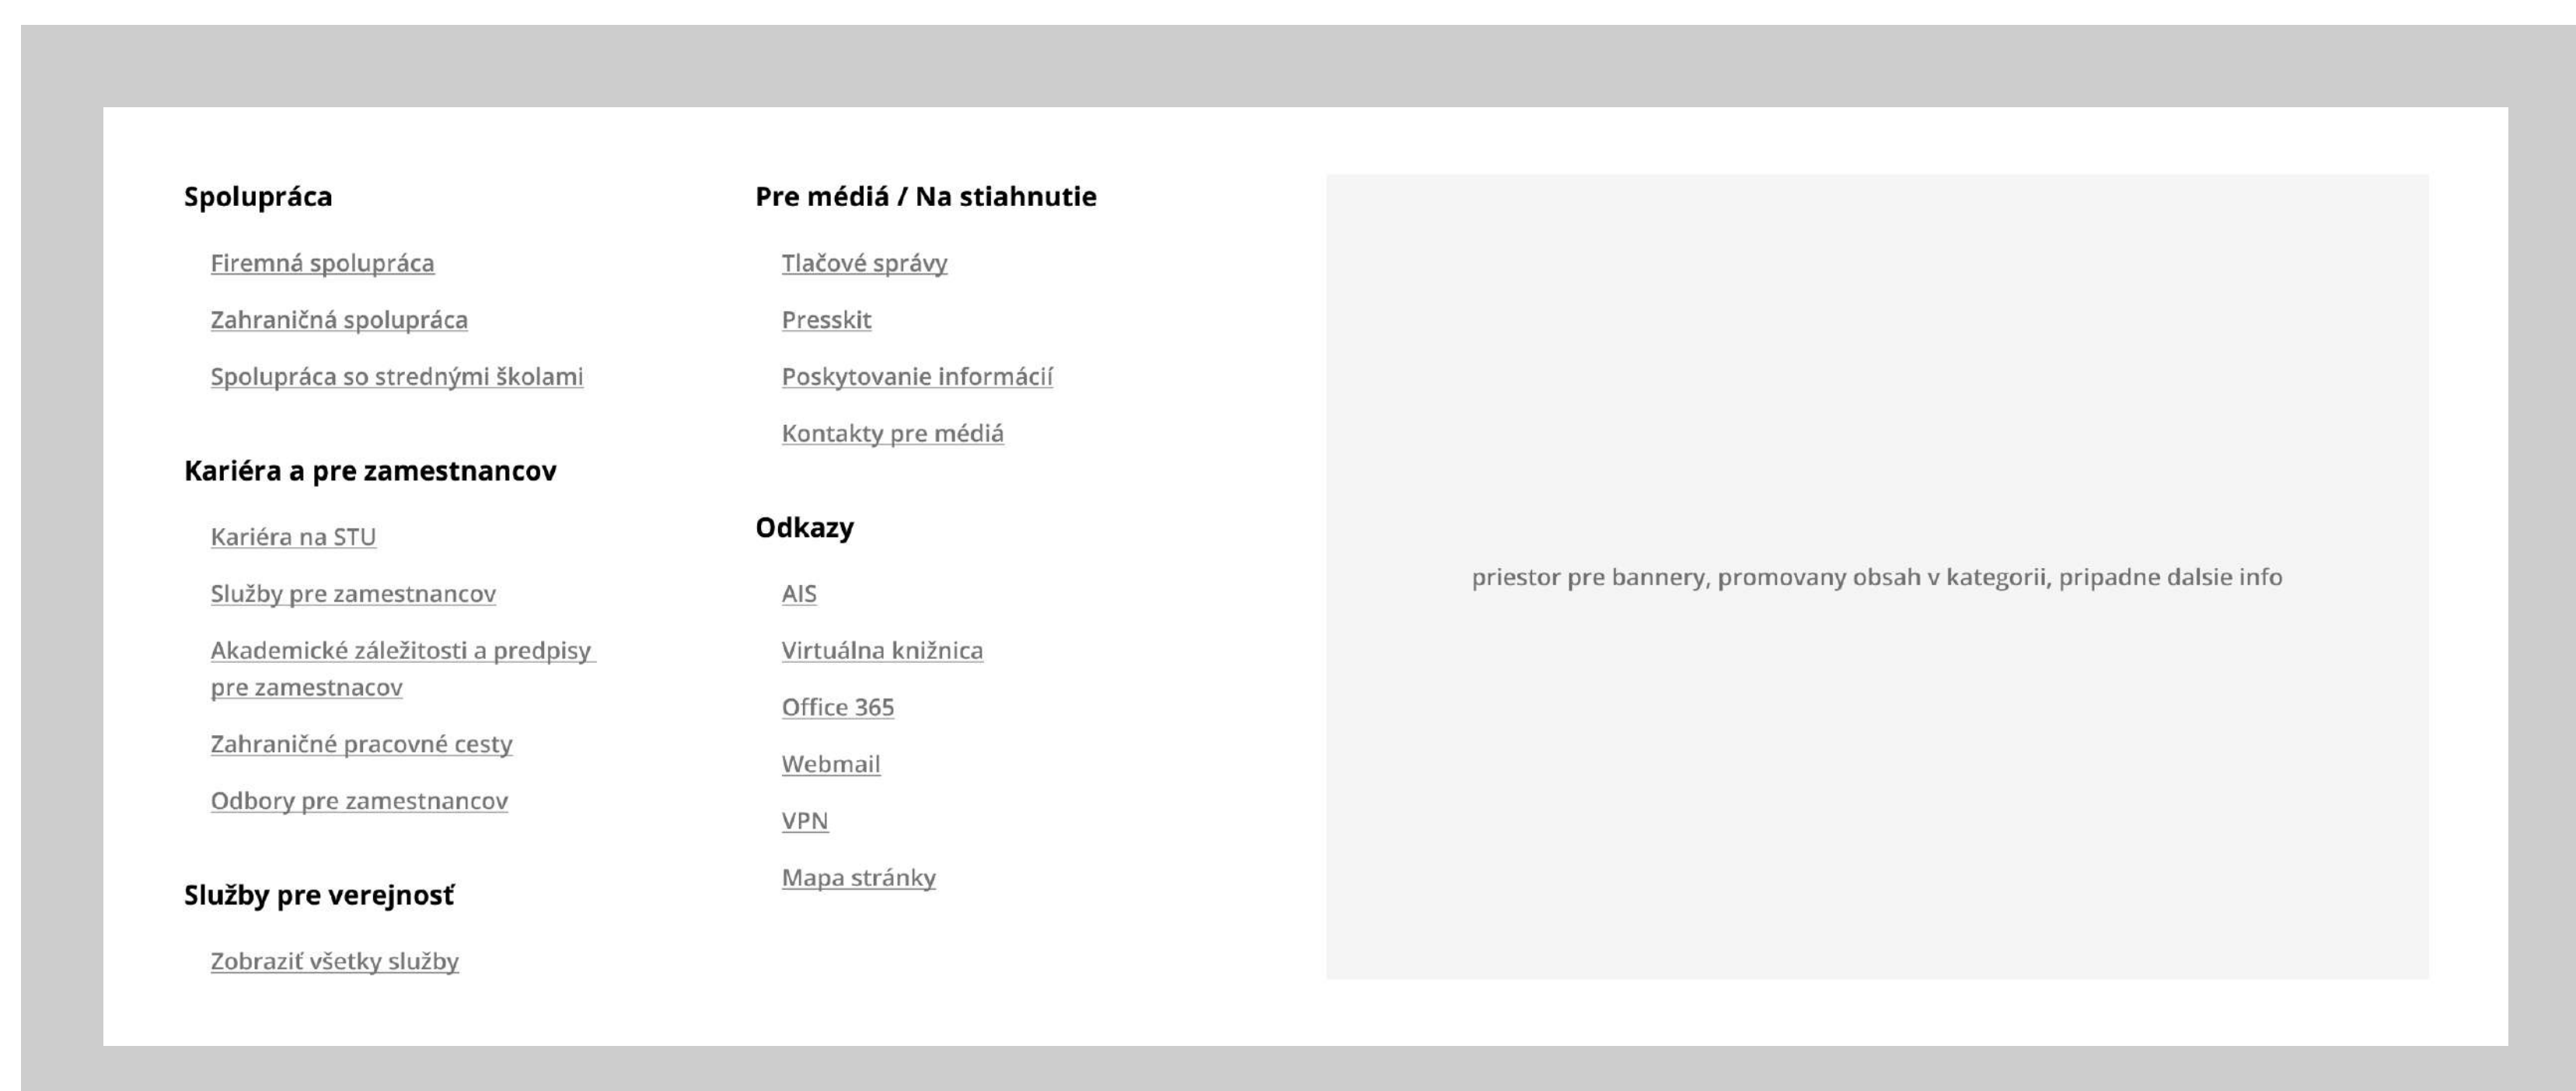 Spolupráca
Firemná spolupráca
Zahraničná spolupráca
Spolupráca so strednými školami
Kariéra a pre zamestnancov
Kariéra na STU
Služby pre zamestnancov
Akademické záležitosti a predpisy
pre zamestnacov
Zahraničné pracovné cesty
Odbory pre zamestnancov
Služby pre verejnosť
Zobraziť všetky služby
Pre médiá / Na stiahnutie
Tlačové správy
Presskit
Poskytovanie informácií
Kontakty pre médiá
Odkazy
AIS
Virtuálna knižnica
Office 365
Webmail
VPN
Mapa stránky
priestor pre bannery, promovany obsah v kategorii, pripadne dalsie info